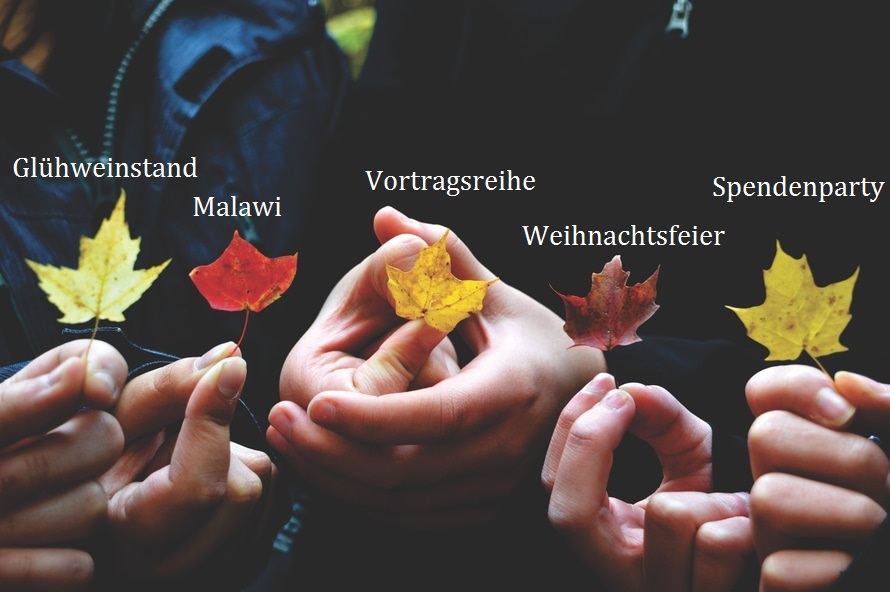 Glühweinstand
Malawi
Vortragsreihe
Weihnachtsfeier
Spendenparty